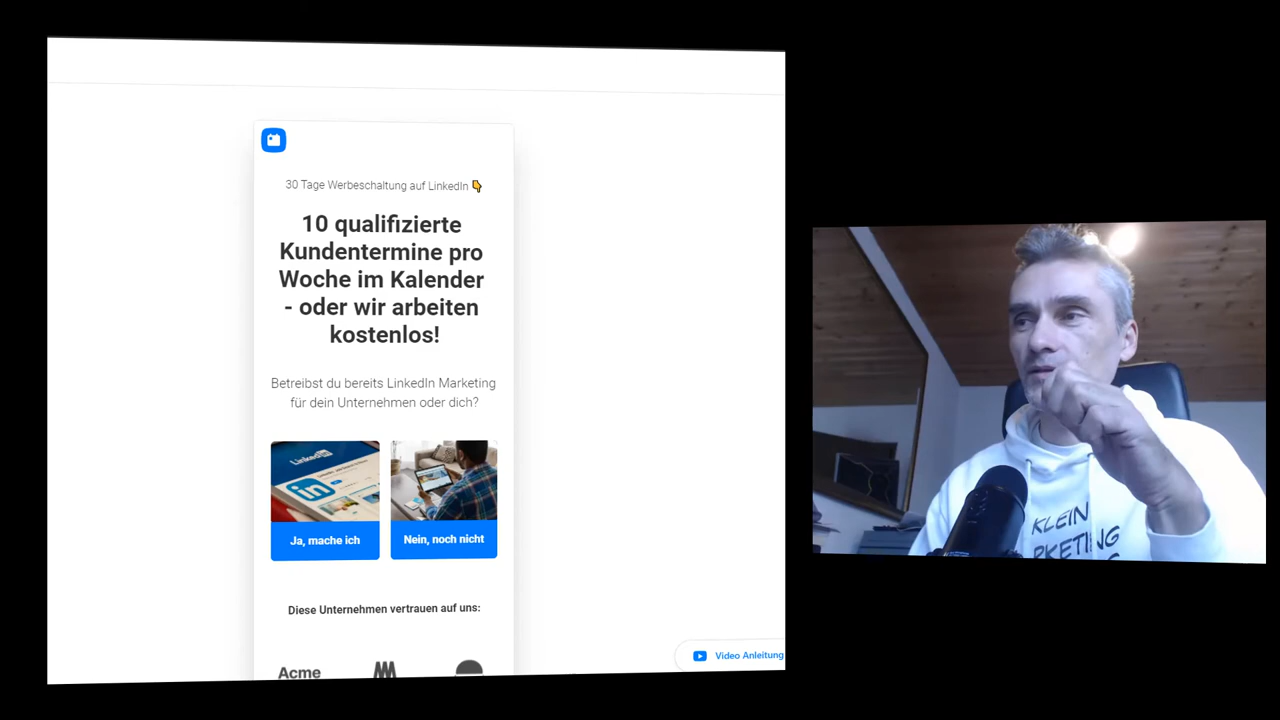 30 Tage Werbeschaltung auf LinkedIn
10 qualifizierte
Kundentermine pro
Woche im Kalender
- oder wir arbeiten
kostenlos!
Betreibst du bereits LinkedIn Marketing
für dein Unternehmen oder dich?
LinkedIn
in
Ja, mache ich
Nein, noch nicht
Diese Unternehmen vertrauen auf uns:
Acme
Video Anleitung
KLEIN